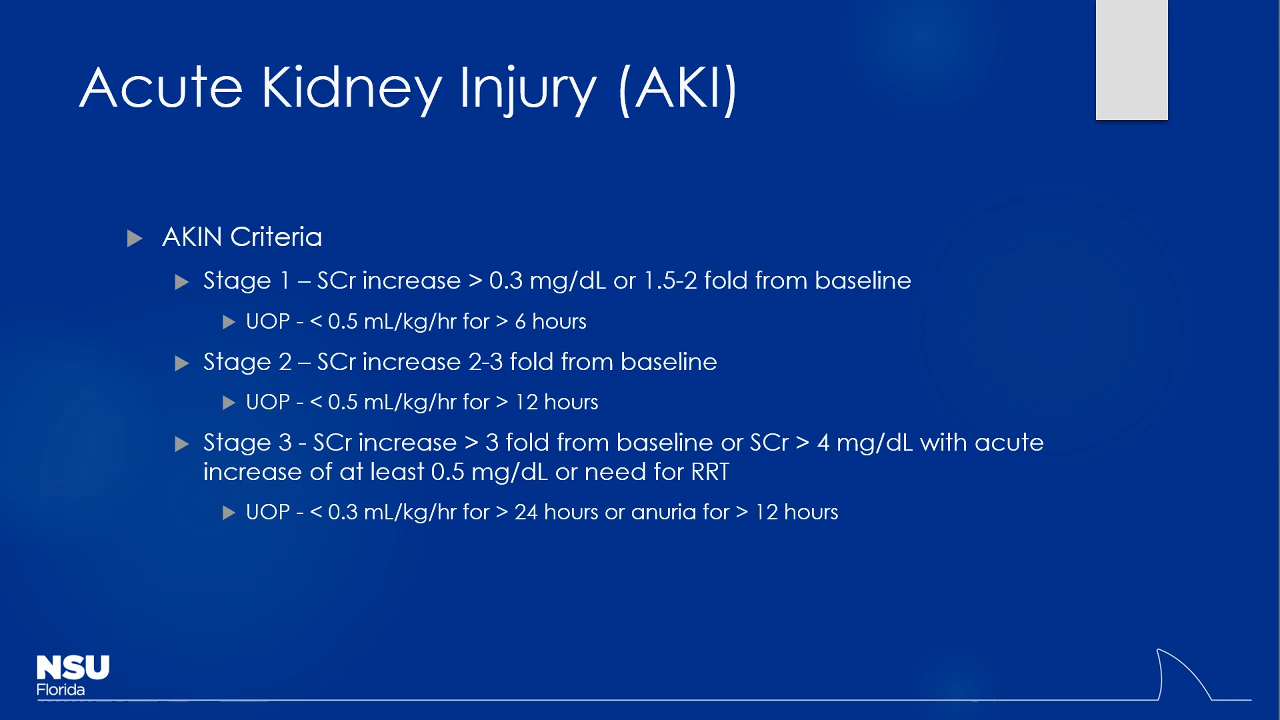 Acute Kidney Injury (AKI)
AKIN Criteria
Stage 1 – SCr increase > 0.3 mg/dL or 1.5-2 fold from baseline
UOP - < 0.5 mL/kg/hr for > 6 hours
Stage 2 – SCr increase 2-3 fold from baseline
UOP - < 0.5 mL/kg/hr for > 12 hours
Stage 3 - SCr increase > 3 fold from baseline or SCr > 4 mg/dL with acute
increase of at least 0.5 mg/dL or need for RRT
UOP - < 0.3 mL/kg/hr for > 24 hours or anuria for > 12 hours
NSU
Florida